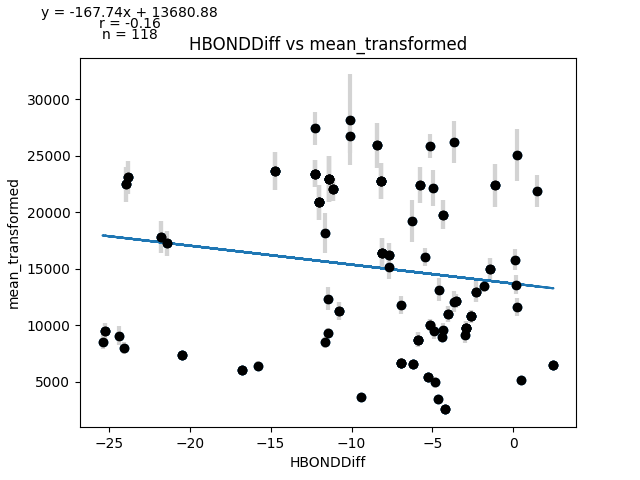 y = -167.74x + 13680.88
r = -0.16
n = 118
HBONDDiff vs mean_transformed
30000
25000
20000
15000
10000
5000
mean_transformed
−25
−20
−15
−10
−5
0
HBONDDiff